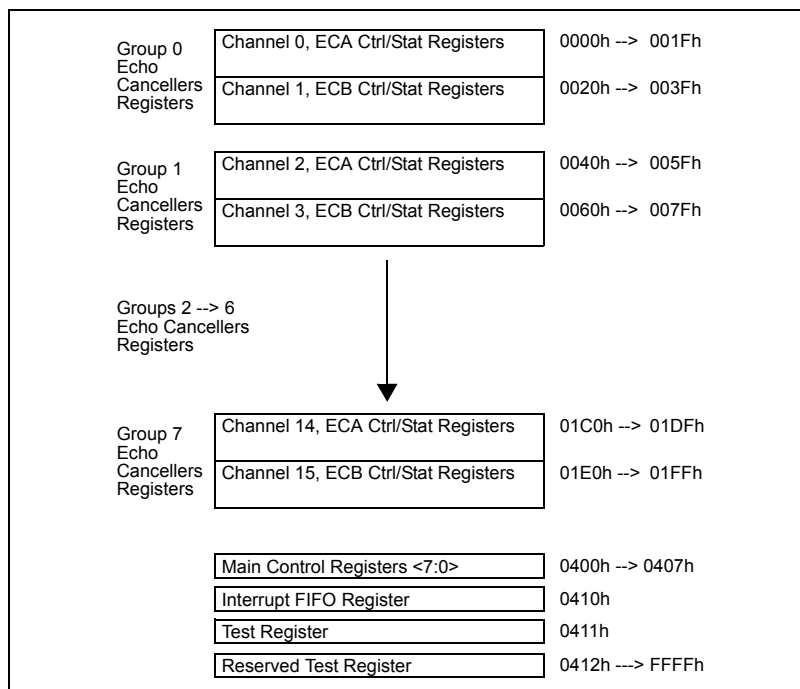 Group 0
Echo
Cancellers
Registers
Channel 0, ECA Ctrl/Stat Registers
0000h --> 001Fh
Channel 1, ECB Ctrl/Stat Registers
0020h --> 003Fh
Group 1
Echo
Cancellers
Registers
Channel 2, ECA Ctrl/Stat Registers
0040h --> 005Fh
Channel 3, ECB Ctrl/Stat Registers
0060h --> 007Fh
Groups 2 --> 6
Echo Cancellers
Registers
Group 7
Echo
Cancellers
Registers
Channel 14, ECA Ctrl/Stat Registers
01C0h --> 01DFh
Channel 15, ECB Ctrl/Stat Registers
01E0h --> 01FFh
Main Control Registers <7:0>
0400h --> 0407h
Interrupt FIFO Register
0410h
Test Register
0411h
Reserved Test Register
0412h ---> FFFFh